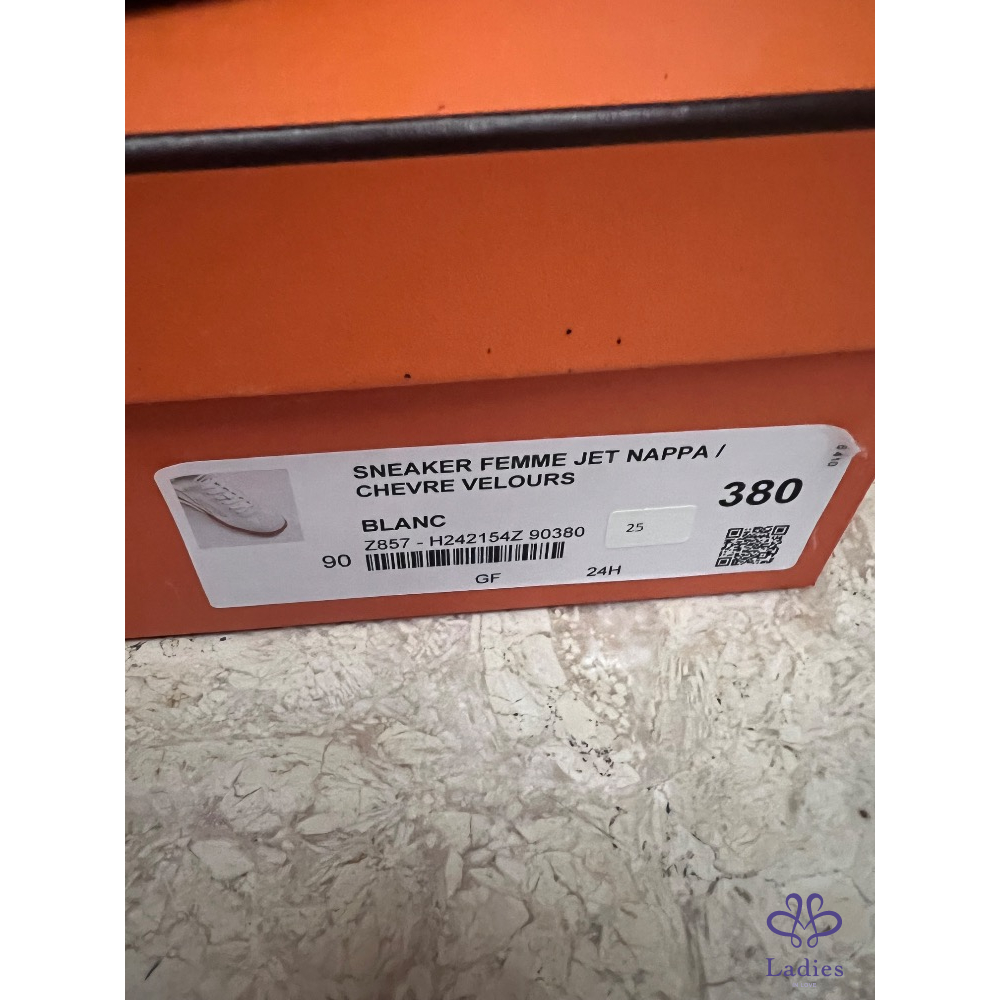 SNEAKER FEMME JET NAPPA /
CHEVRE VELOURS
380
BLANC
Z857 - H242154Z 90380
25
90
GF
24H
Ladies